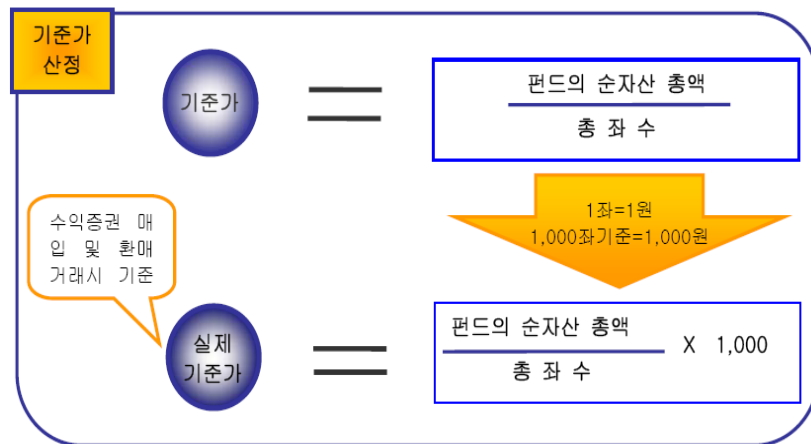 기준가
산정
기준가
펀드의 순자산 총액
총 좌 수
1좌=1원
1,000좌기준=1,000원
수익증권 매
입 및 환매
거래시 기준
실제
기준가
펀드의 순자산 총액
X 1,000
총 좌 수